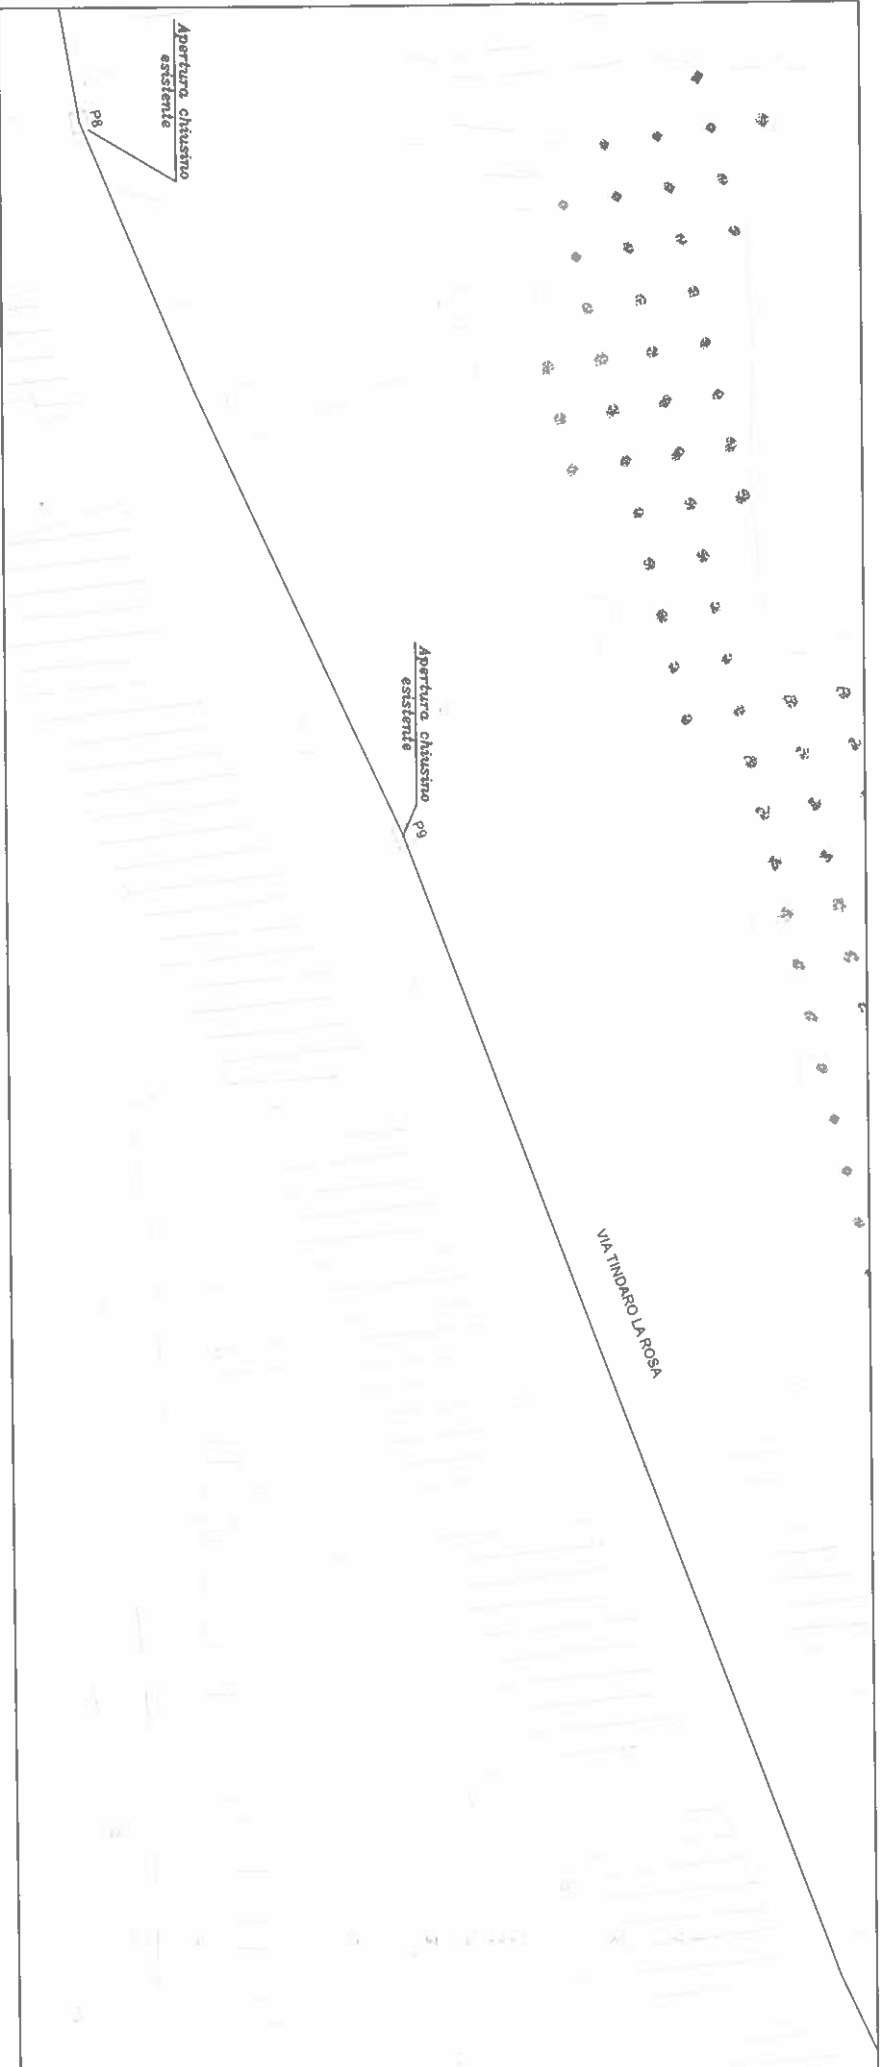 Apertura chiusino
esistente
P8
Apertura chiusino
esistente
P9
VIA TINDARO LA ROSA